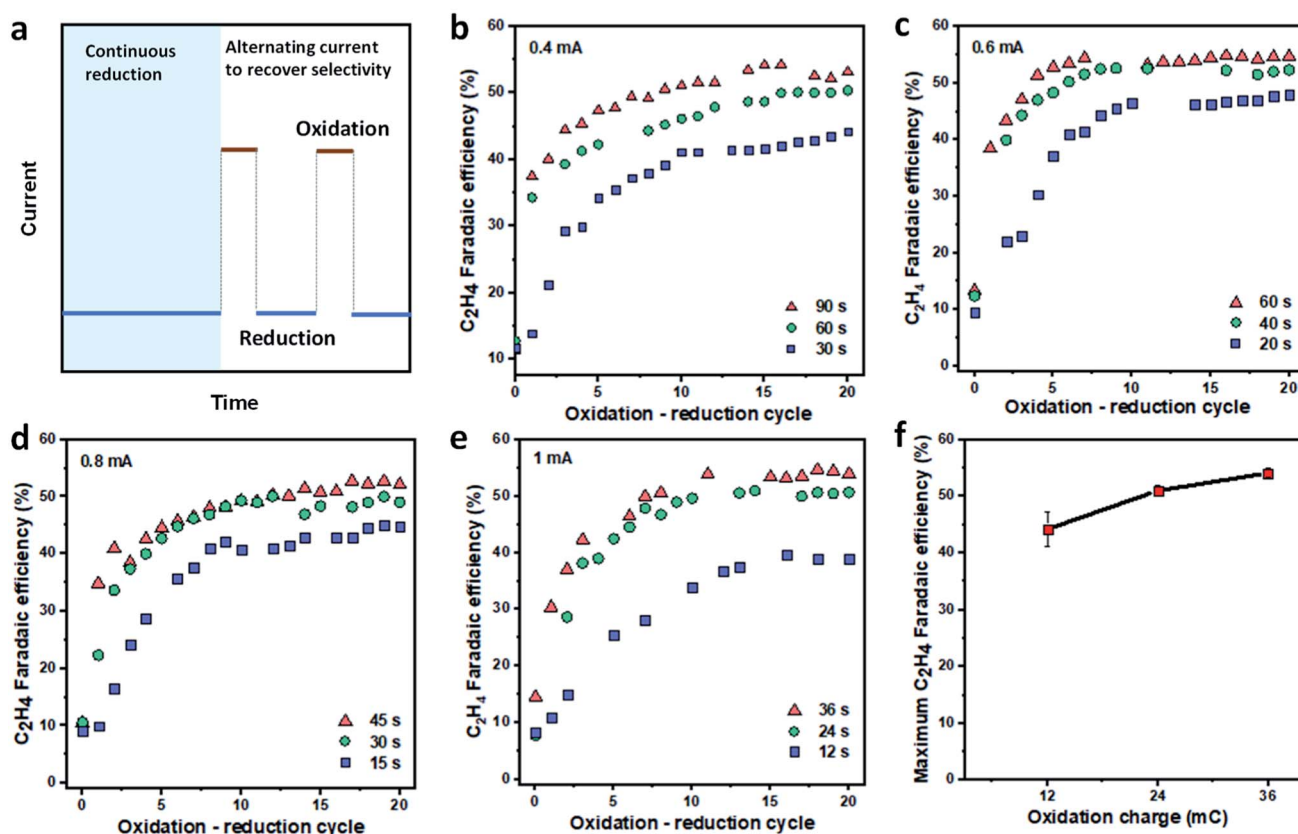 a
Continuous
reduction
Alternating current
to recover selectivity
Oxidation
Reduction
Current
Time
b
0.4 mA
C₂H₄ Faradaic efficiency (%)
60
50
40
30
20
10
90 s
60 s
30 s
0
5
10
15
20
Oxidation - reduction cycle
c
0.6 mA
C₂H₄ Faradaic efficiency (%)
60
50
40
30
20
10
0
60 s
40 s
20 s
0
5
10
15
20
Oxidation - reduction cycle
d
0.8 mA
C₂H₄ Faradaic efficiency (%)
60
50
40
30
20
10
0
45 s
30 s
15 s
0
5
10
15
20
Oxidation - reduction cycle
e
1 mA
C₂H₄ Faradaic efficiency (%)
60
50
40
30
20
10
0
36 s
24 s
12 s
0
5
10
15
20
Oxidation - reduction cycle
f
Maximum C₂H₄ Faradaic efficiency (%)
60
50
40
30
20
10
0
12
24
36
Oxidation charge (mC)